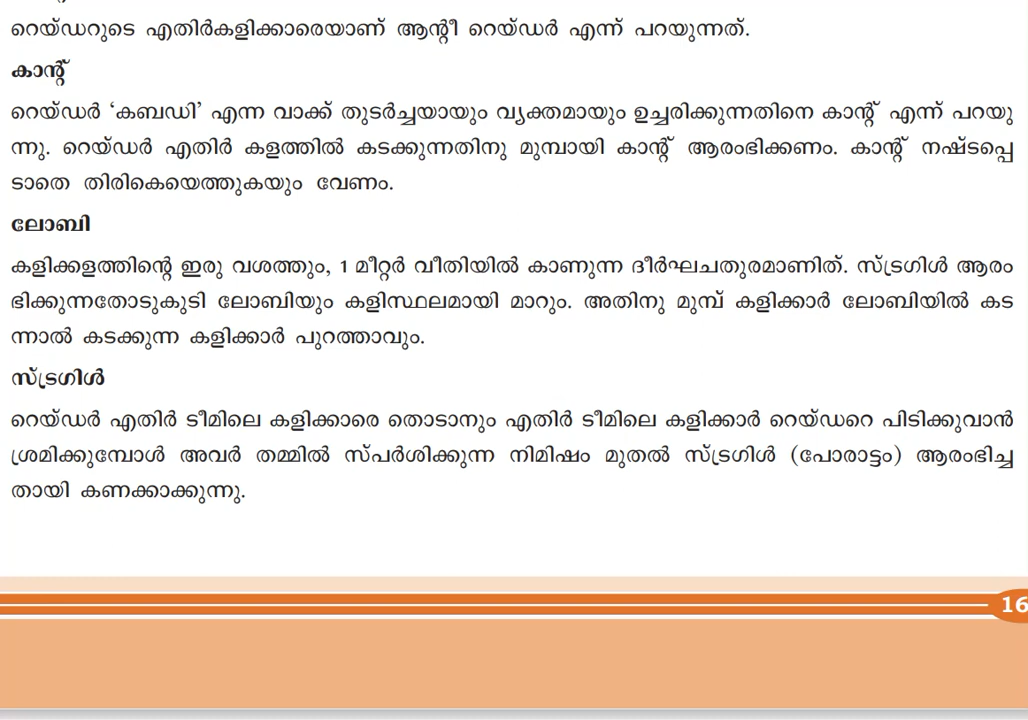 റെയ്ഡറുടെ എതിർകളിക്കാരെയാണ് ആന്റീ റെയ്ഡർ എന്ന് പറയുന്നത്.
കാന്റ്
റെയ്ഡർ ‘കബഡി’ എന്ന വാക്ക് തുടർച്ചയായും വ്യക്തമായും ഉച്ചരിക്കുന്നതിനെ കാന്റ് എന്ന് പറയു
ന്നു. റെയ്ഡർ എതിർ കളത്തിൽ കടക്കുന്നതിനു മുമ്പായി കാന്റ് ആരംഭിക്കണം. കാന്റ് നഷ്ടപ്പെ
ടാതെ തിരികെയെത്തുകയും വേണം.
ലോബി
കളിക്കളത്തിന്റെ ഇരു വശത്തും, 1 മീറ്റർ വീതിയിൽ കാണുന്ന ദീർഘചതുരമാണിത്. സ്ട്രഗിൾ ആരം
ഭിക്കുന്നതോടുകുടി ലോബിയും കളിസ്ഥലമായി മാറും. അതിനു മുമ്പ് കളിക്കാർ ലോബിയിൽ കട
ന്നാൽ കടക്കുന്ന കളിക്കാർ പുറത്താവും.
സ്ട്രഗിൾ
റെയ്ഡർ എതിർ ടീമിലെ കളിക്കാരെ തൊടാനും എതിർ ടീമിലെ കളിക്കാർ റെയ്ഡറെ പിടിക്കുവാൻ
ശ്രമിക്കുമ്പോൾ അവർ തമ്മിൽ സ്പർശിക്കുന്ന നിമിഷം മുതൽ സ്ട്രഗിൾ (പോരാട്ടം) ആരംഭിച്ച
തായി കണക്കാക്കുന്നു.